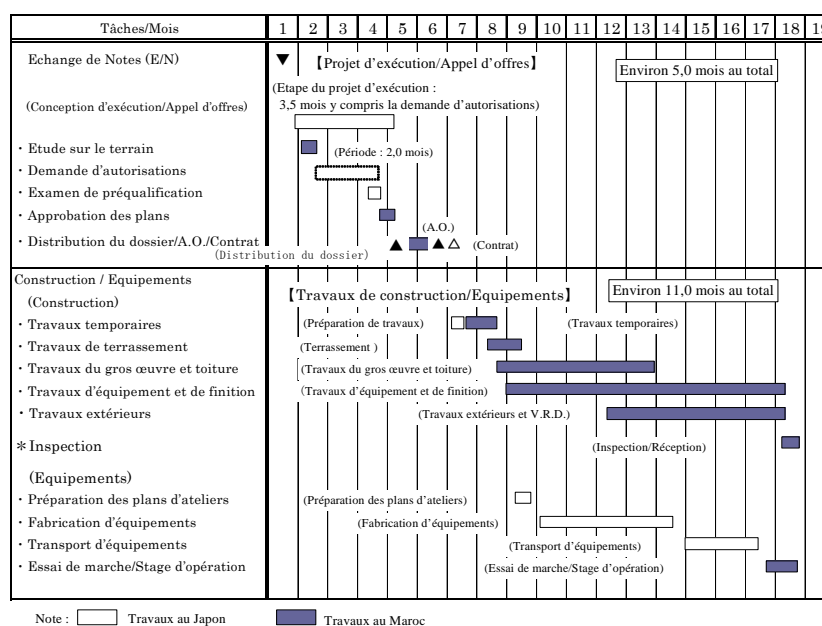 Tâches/Mois 1 2 3 4 5 6 7 8 9 10 11 12 13 14 15 16 17 18 19
Echange de Notes (E/N) 【Projet d'exécution/Appel d'offres】 Environ 5,0 mois au total
(Etape du projet d'exécution :
(Conception d'exécution/Appel d'offres) 3,5 mois y compris la demande d'autorisations)
・Etude sur le terrain (Période : 2,0 mois)
・Demande d'autorisations
・Examen de préqualification
・Approbation des plans
(A.O.)
・Distribution du dossier/A.O./Contrat (Contrat)
(Distribution du dossier)
Construction / Equipements 【Travaux de construction/Equipements】 Environ 11,0 mois au total
(Construction)
・Travaux temporaires (Préparation de travaux) (Travaux temporaires)
・Travaux de terrassement (Terrassement )
・Travaux du gros œuvre et toiture (Travaux du gros œuvre et toiture)
・Travaux d'équipement et de finition (Travaux d'équipement et de finition)
・Travaux extérieurs (Travaux extérieurs et V.R.D.)
＊Inspection (Inspection/Réception)
(Equipements)
・Préparation des plans d'ateliers (Préparation des plans d'ateliers)
・Fabrication d'équipements (Fabrication d'équipements)
・Transport d'équipements (Transport d'équipements)
・Essai de marche/Stage d'opération (Essai de marche/Stage d'opération)
Note : Travaux au Japon Travaux au Maroc